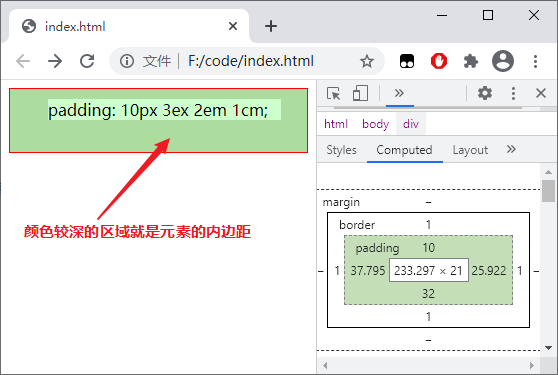 index.html
文件
F:/code/index.html
padding: 10px 3ex 2em 1cm;
颜色较深的区域就是元素的内边距
html body div
Styles Computed Layout
margin –
border 1
padding 10
– 1 37.795 233.297 × 21 25.922 1 –
32
1
–